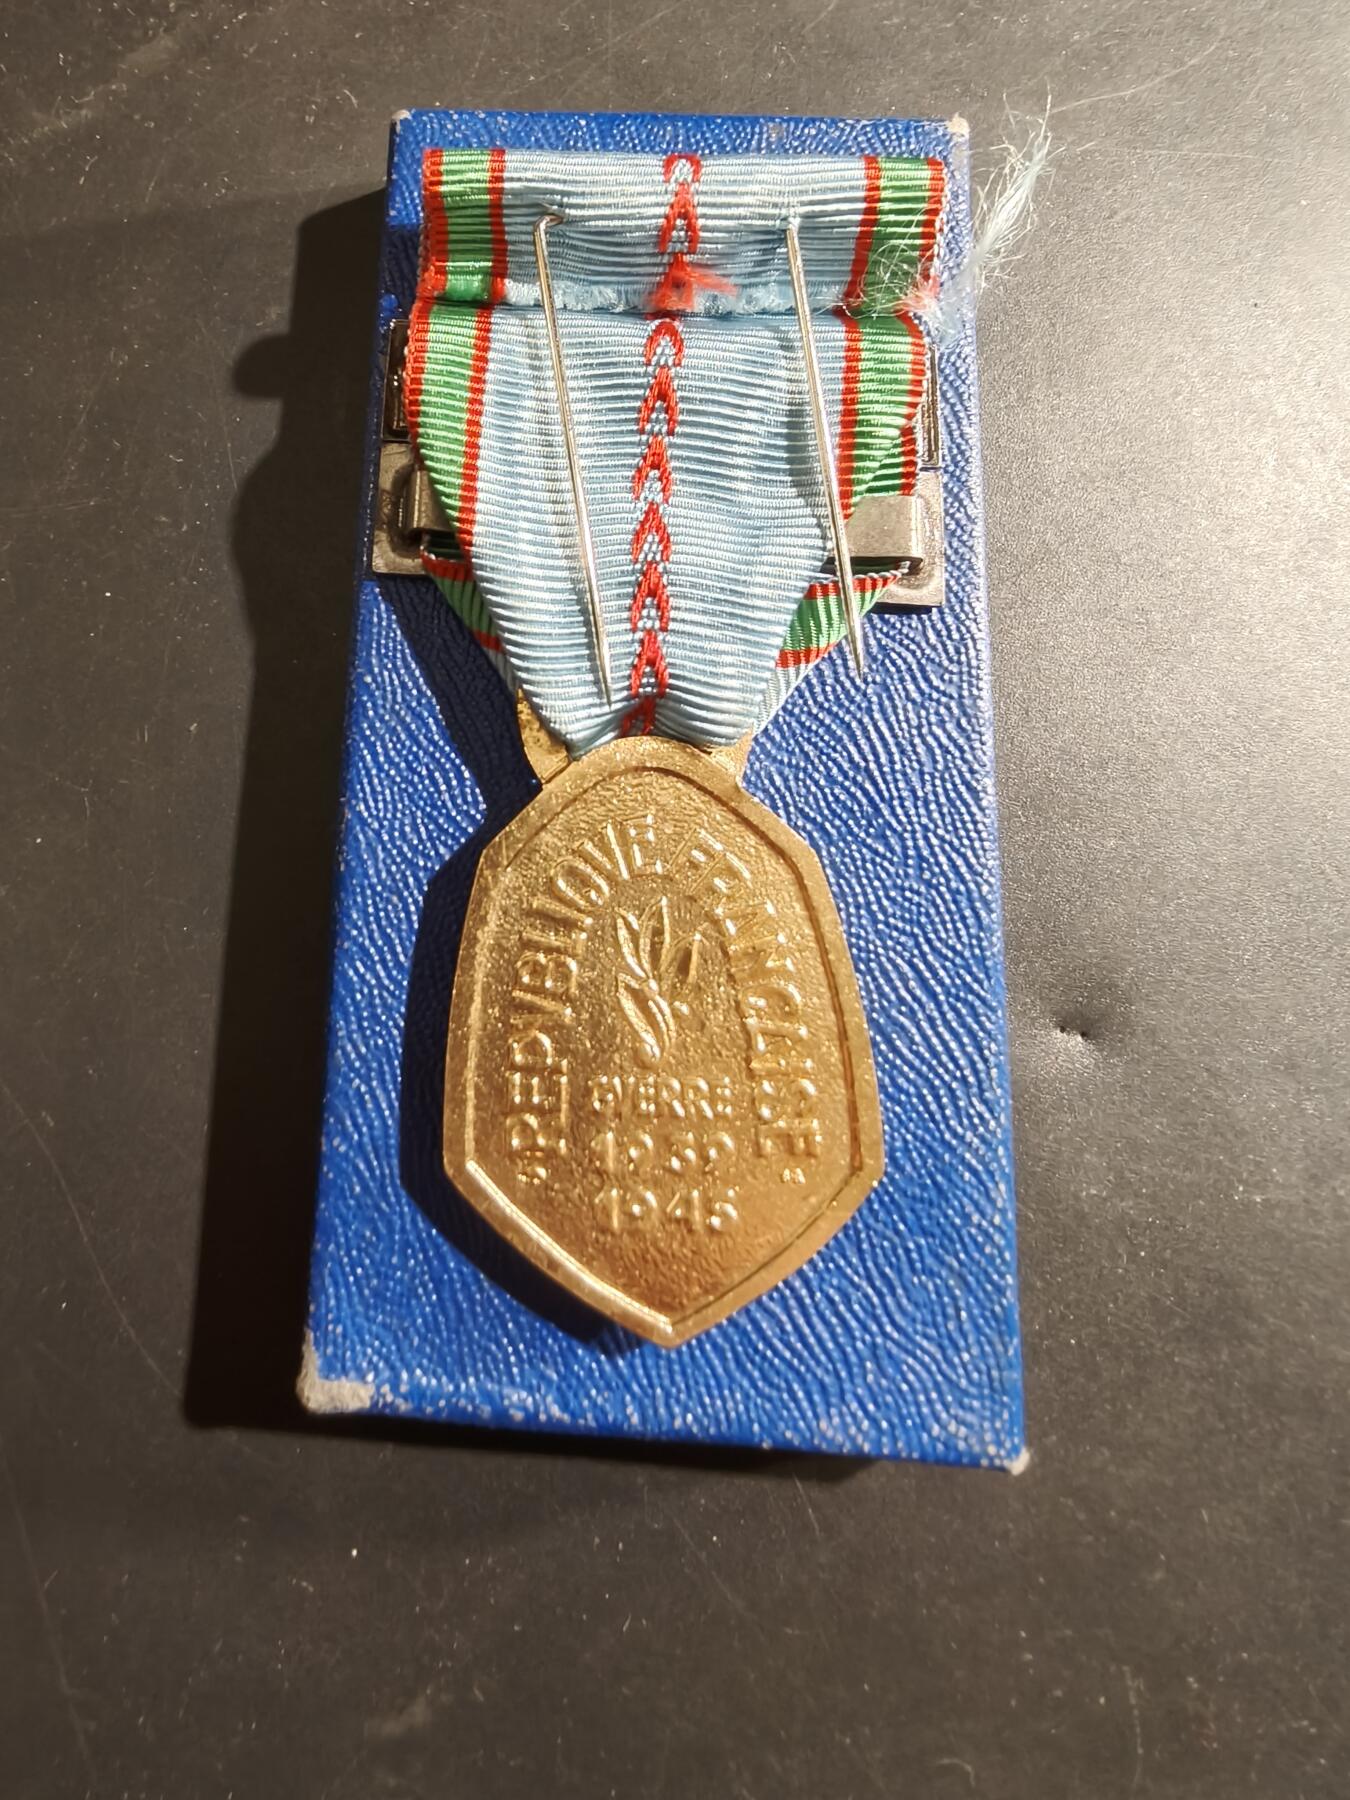 "REPVBLIQVE FRANÇAISE"
GVERRE
1939
1945